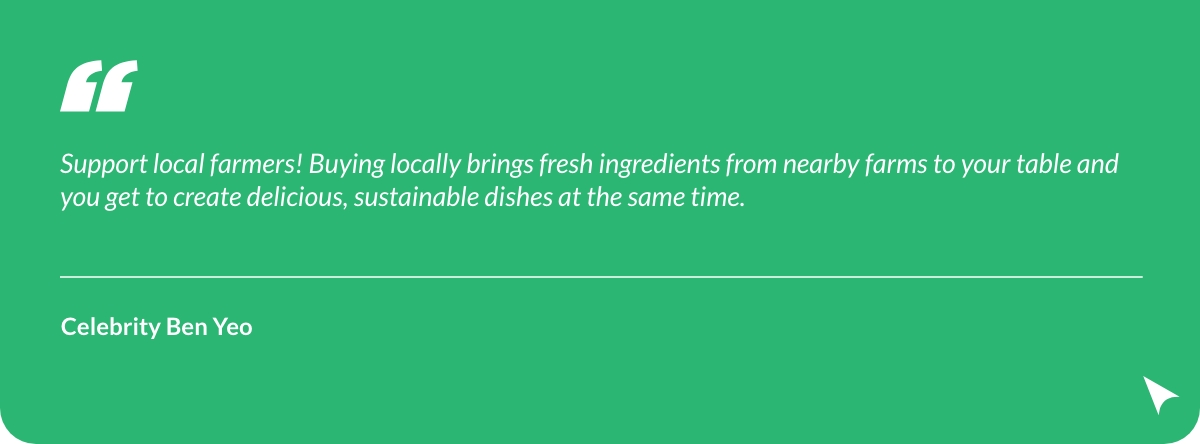 “
Support local farmers! Buying locally brings fresh ingredients from nearby farms to your table and
you get to create delicious, sustainable dishes at the same time.
Celebrity Ben Yeo